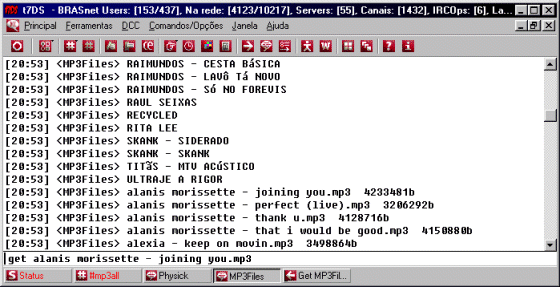 t7DS - BRASnet Users: [153/437], Na rede: [4123/10217], Servers: [55], Canais: [1432], IRCOps: [6], La...
Principal Ferramentas DCC Comandos/Opções Janela Ajuda
[20:53] <MP3Files> RAIMUNDOS - CESTA BÁSICA
[20:53] <MP3Files> RAIMUNDOS - LAVô Tá NOVO
[20:53] <MP3Files> RAIMUNDOS - Só NO FOREVIS
[20:53] <MP3Files> RAUL SEIXAS
[20:53] <MP3Files> RECYCLED
[20:53] <MP3Files> RITA LEE
[20:53] <MP3Files> SKANK - SIDERADO
[20:53] <MP3Files> SKANK - SKANK
[20:53] <MP3Files> TITãS - MTV ACúSTICO
[20:53] <MP3Files> ULTRAJE A RIGOR
[20:53] <MP3Files> alanis morissette - joining you.mp3 4233481b
[20:53] <MP3Files> alanis morissette - perfect (live).mp3 3206292b
[20:53] <MP3Files> alanis morissette - thank u.mp3 4128716b
[20:53] <MP3Files> alanis morissette - that i would be good.mp3 4150880b
[20:53] <MP3Files> alexia - keep on movin.mp3 3498864b
get alanis morissette - joining you.mp3
Status #mp3all Physick MP3Files Get MP3Fil...